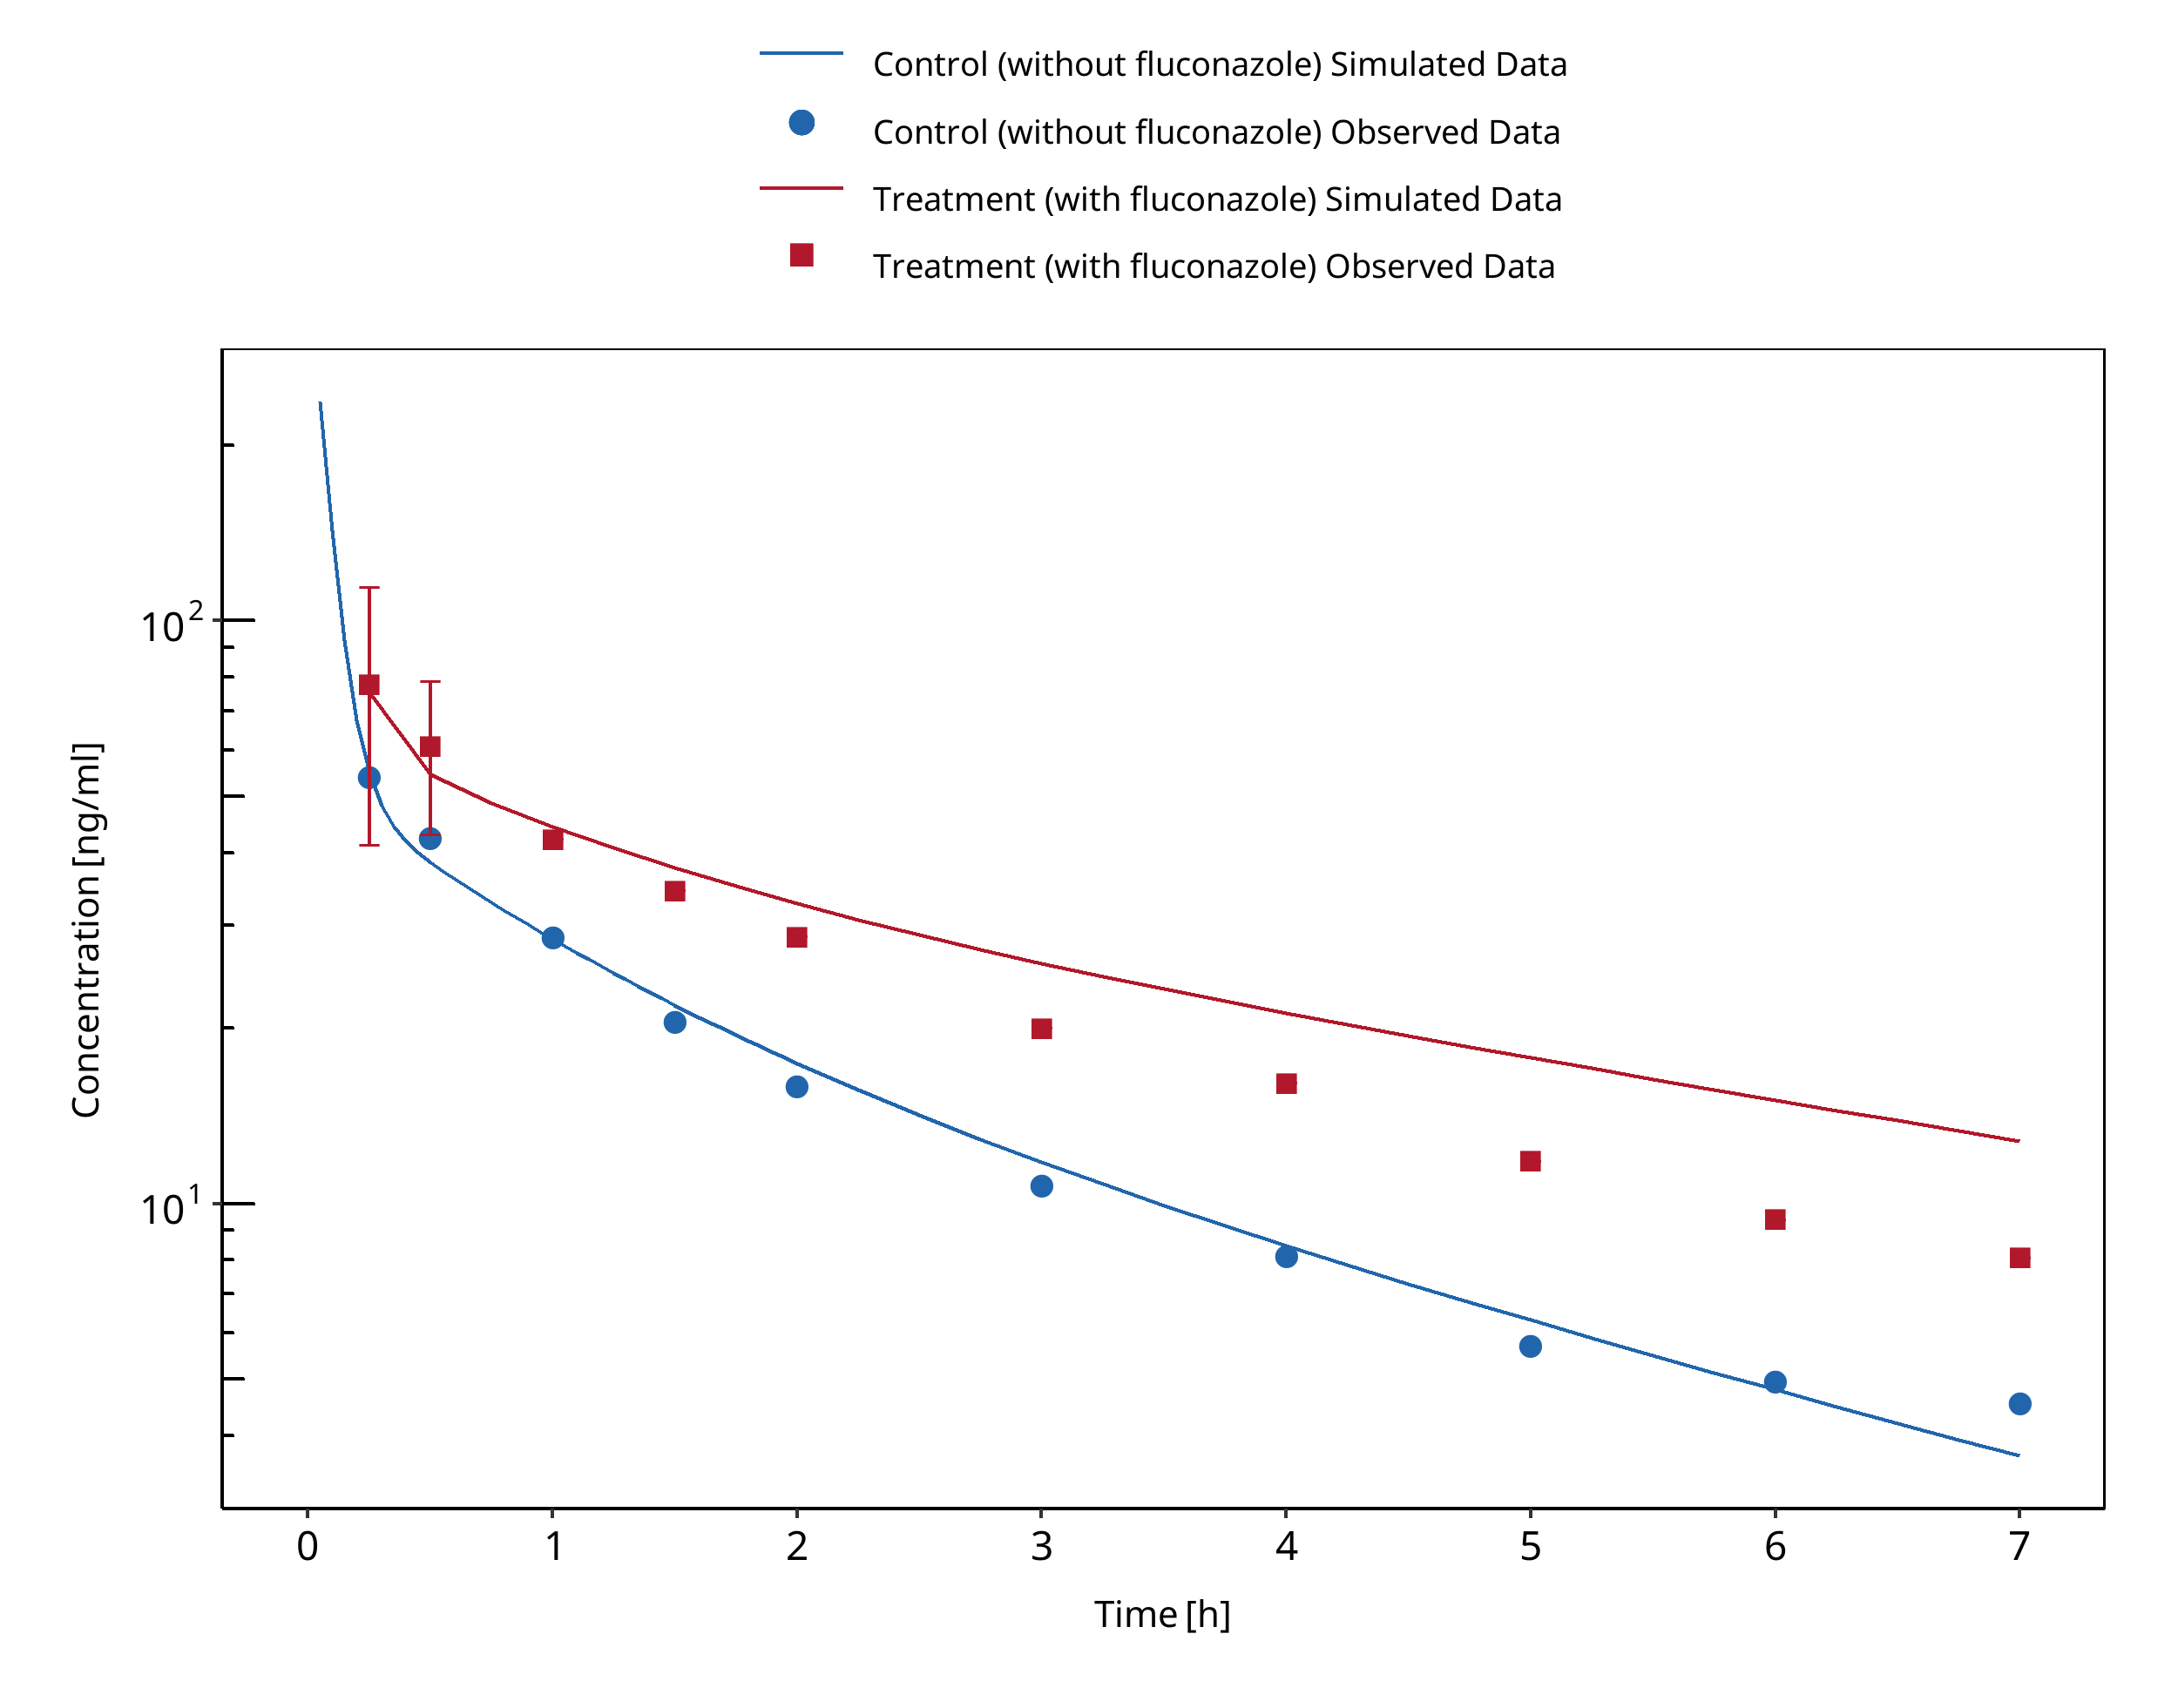 Control (without fluconazole) Simulated Data
Control (without fluconazole) Observed Data
Treatment (with fluconazole) Simulated Data
Treatment (with fluconazole) Observed Data
Concentration [ng/ml]
10²
10¹
0 1 2 3 4 5 6 7
Time [h]